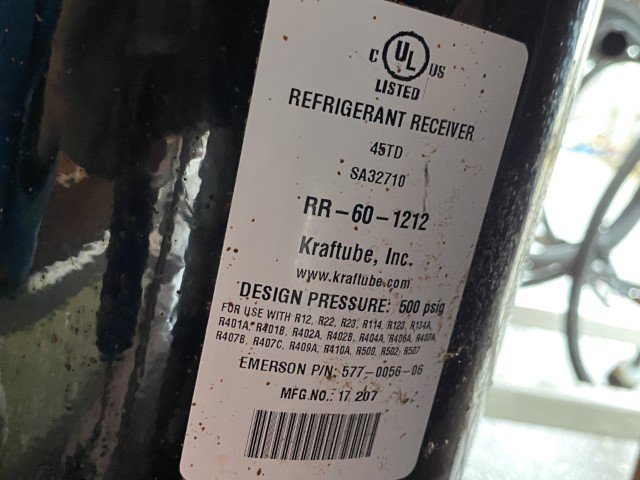 C UL US
LISTED
REFRIGERANT RECEIVER
45TD
SA32710
RR-60-1212
Kraftube, Inc.
www.kraftube.com
DESIGN PRESSURE: 500 psig
FOR USE WITH R12, R22, R23, R114, R123, R134A,
R401A, R401B, R402A, R402B, R404A, R406A, R407A,
R407B, R407C, R409A, R410A, R500, R502, R507
EMERSON P/N: 577-0056-06
MFG.NO.: 17 207